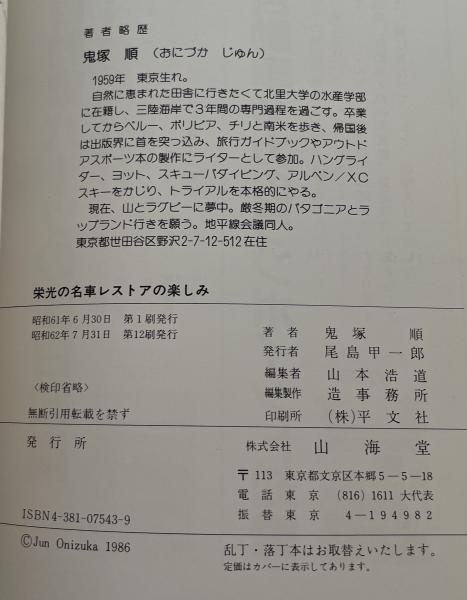 著者略歴
鬼塚 順（おにづか じゅん）
1959年 東京生れ。
自然に恵まれた田舎に行きたくて北里大学の水産学部
に在籍し、三陸海岸で3年間の専門過程を過ごす。卒業
してからペルー、ボリビア、チリと南米を歩き、帰国後
は出版界に首を突っ込み、旅行ガイドブックやアウトド
アスポーツ本の製作にライターとして参加。ハンググライ
ダー、ヨット、スキューバダイビング、アルペン／XC
スキーをかじり、トライアルを本格的にやる。
現在、山とラグビーに夢中。厳冬期のパタゴニアとラ
ップランド行きを願う。地平線会議同人。
東京都世田谷区野沢2-7-12-512在住
栄光の名車レストアの楽しみ
昭和61年6月30日 第1刷発行
昭和62年7月31日 第12刷発行
著者 鬼塚 順
発行者 尾島甲一郎
編集者 山本浩道
編集製作 造事務所
印刷所 (株)平文社
〈検印省略〉
無断引用転載を禁ず
発行所 株式会社 山海堂
〒113 東京都文京区本郷5－5－18
電話 東京 (816) 1611 大代表
振替 東京 4－194982
ISBN4-381-07543-9
©Jun Onizuka 1986
乱丁・落丁本はお取替えいたします。
定価はカバーに表示してあります。